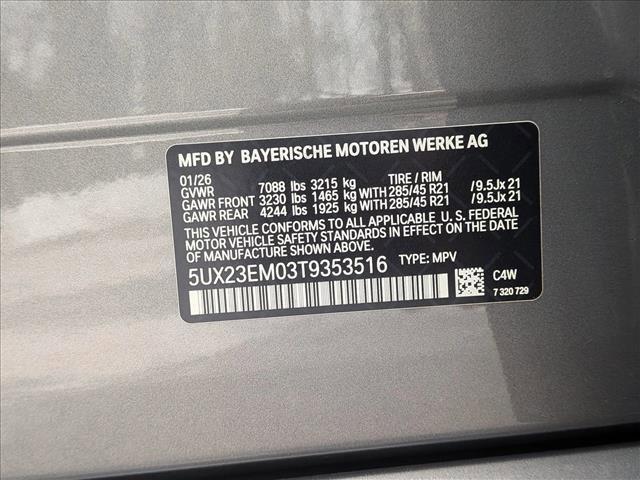 MFD BY BAYERISCHE MOTOREN WERKE AG
01/26 TIRE / RIM
GVWR 7088 lbs 3215 kg
GAWR FRONT 3230 lbs 1465 kg WITH 285/45 R21 /9.5Jx21
GAWR REAR 4244 lbs 1925 kg WITH 285/45 R21 /9.5Jx21
THIS VEHICLE CONFORMS TO ALL APPLICABLE U. S. FEDERAL
MOTOR VEHICLE SAFETY STANDARDS IN EFFECT ON THE DATE
OF MANUFACTURE SHOWN ABOVE.
5UX23EM03T9353516 TYPE: MPV
C4W
7 320 729